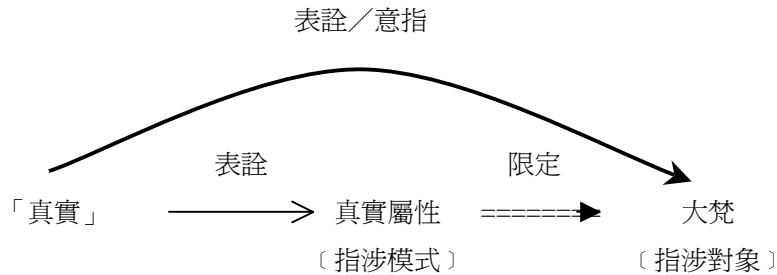 表詮／意指
表詮 限定
「真實」 真實屬性 ======== 大梵
﹝指涉模式﹞ ﹝指涉對象﹞